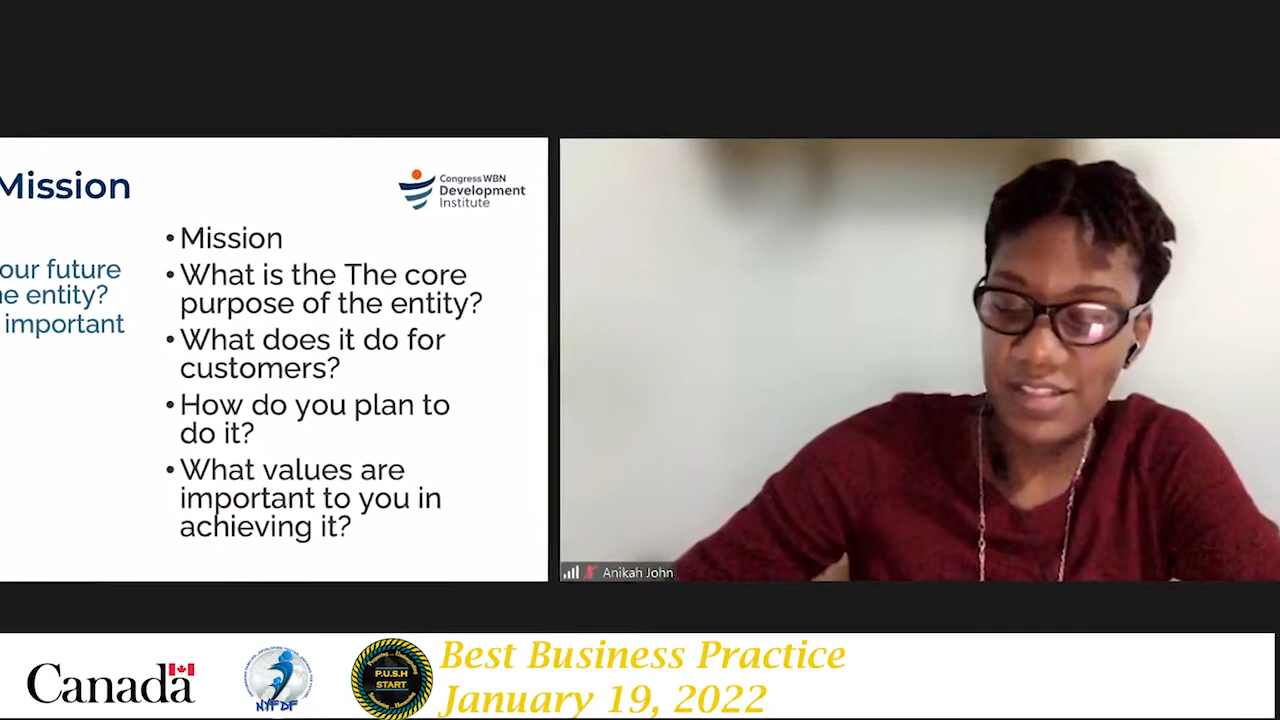 Mission
our future
entity?
important
Congress WBN
Development
Institute
• Mission
• What is the The core
purpose of the entity?
• What does it do for
customers?
• How do you plan to
do it?
• What values are
important to you in
achieving it?
Anikah John
Canada
NYFDF
P.U.S.H
START
Best Business Practice
January 19, 2022